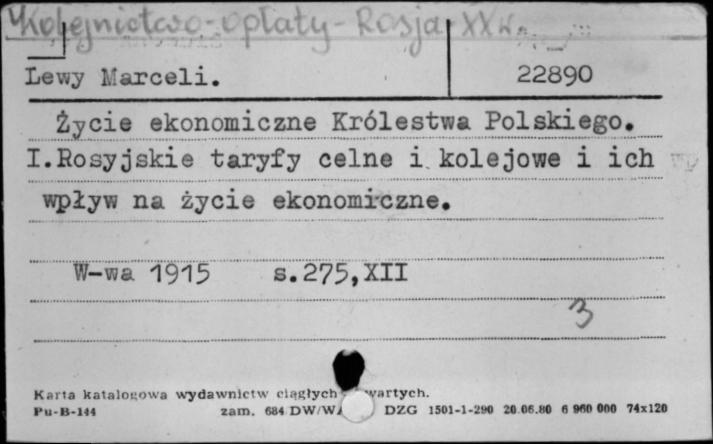 Kolejnictwo - opłaty - Rosja XX w.
Lewy Marceli.
22890
Życie ekonomiczne Królestwa Polskiego.
I.Rosyjskie taryfy celne i kolejowe i ich
wpływ na życie ekonomiczne.
W-wa 1915 s.275,XII
3
Karta katalogowa wydawnictw ciągłych wartych.
Pu-B-144 zam. 684 DW/W DZG 1501-1-290 20.06.80 6 960 000 74x120